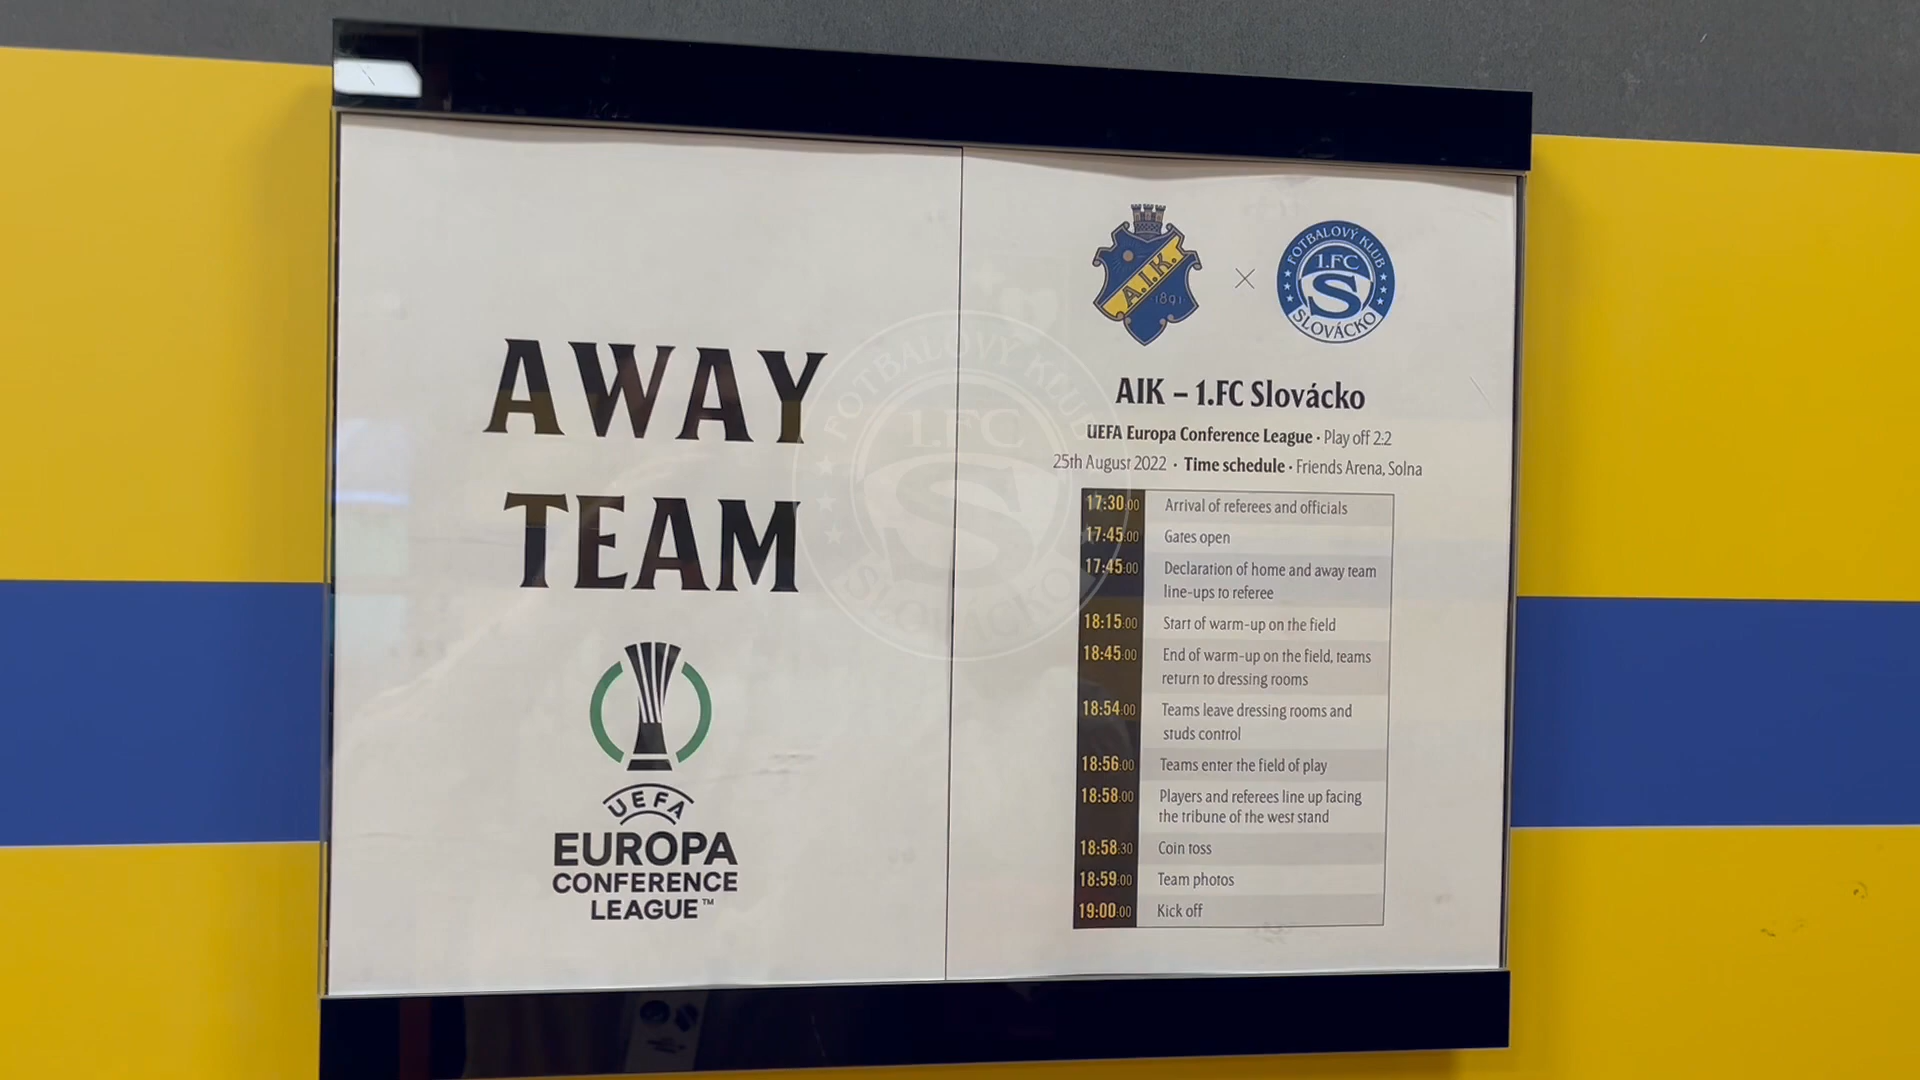 AWAY
TEAM
UEFA
EUROPA
CONFERENCE
LEAGUE™
A.I.K.
1891
×
FOTBALOVÝ KLUB
1.FC
S
SLOVÁCKO
AIK – 1.FC Slovácko
UEFA Europa Conference League · Play off 2:2
25th August 2022 · Time schedule · Friends Arena, Solna
17:30:00 Arrival of referees and officials
17:45:00 Gates open
17:45:00 Declaration of home and away team
line-ups to referee
18:15:00 Start of warm-up on the field
18:45:00 End of warm-up on the field, teams
return to dressing rooms
18:54:00 Teams leave dressing rooms and
studs control
18:56:00 Teams enter the field of play
18:58:00 Players and referees line up facing
the tribune of the west stand
18:58:30 Coin toss
18:59:00 Team photos
19:00:00 Kick off
FOTBALOVÝ KLUB
1.FC
S
SLOVÁCKO